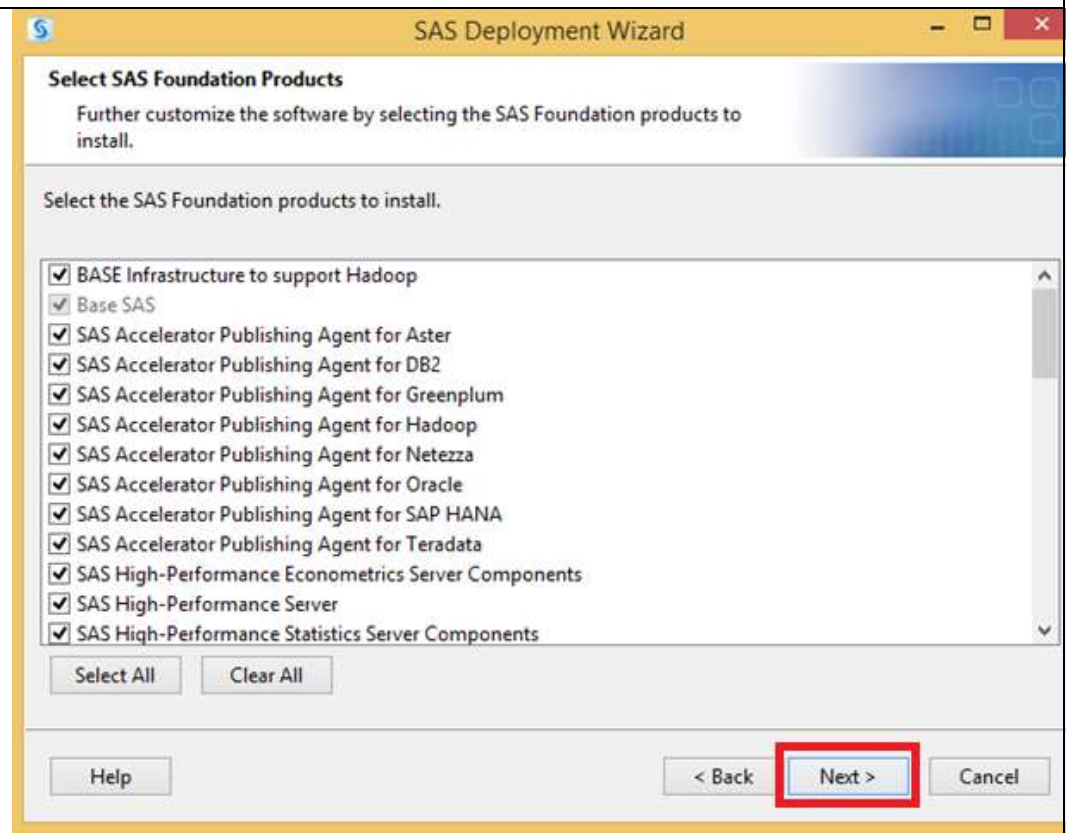 SAS Deployment Wizard
Select SAS Foundation Products
Further customize the software by selecting the SAS Foundation products to
install.
Select the SAS Foundation products to install.
BASE Infrastructure to support Hadoop
Base SAS
SAS Accelerator Publishing Agent for Aster
SAS Accelerator Publishing Agent for DB2
SAS Accelerator Publishing Agent for Greenplum
SAS Accelerator Publishing Agent for Hadoop
SAS Accelerator Publishing Agent for Netezza
SAS Accelerator Publishing Agent for Oracle
SAS Accelerator Publishing Agent for SAP HANA
SAS Accelerator Publishing Agent for Teradata
SAS High-Performance Econometrics Server Components
SAS High-Performance Server
SAS High-Performance Statistics Server Components
Select All Clear All
Help < Back Next > Cancel